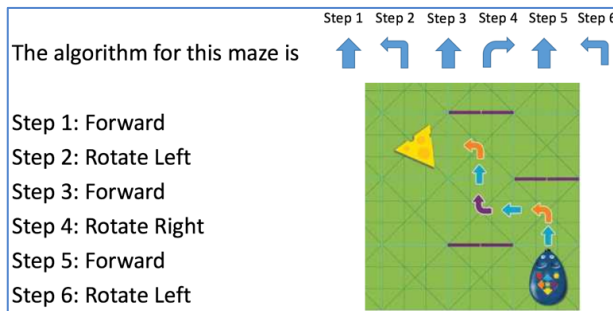 Step 1 Step 2 Step 3 Step 4 Step 5 Step 6
The algorithm for this maze is
Step 1: Forward
Step 2: Rotate Left
Step 3: Forward
Step 4: Rotate Right
Step 5: Forward
Step 6: Rotate Left